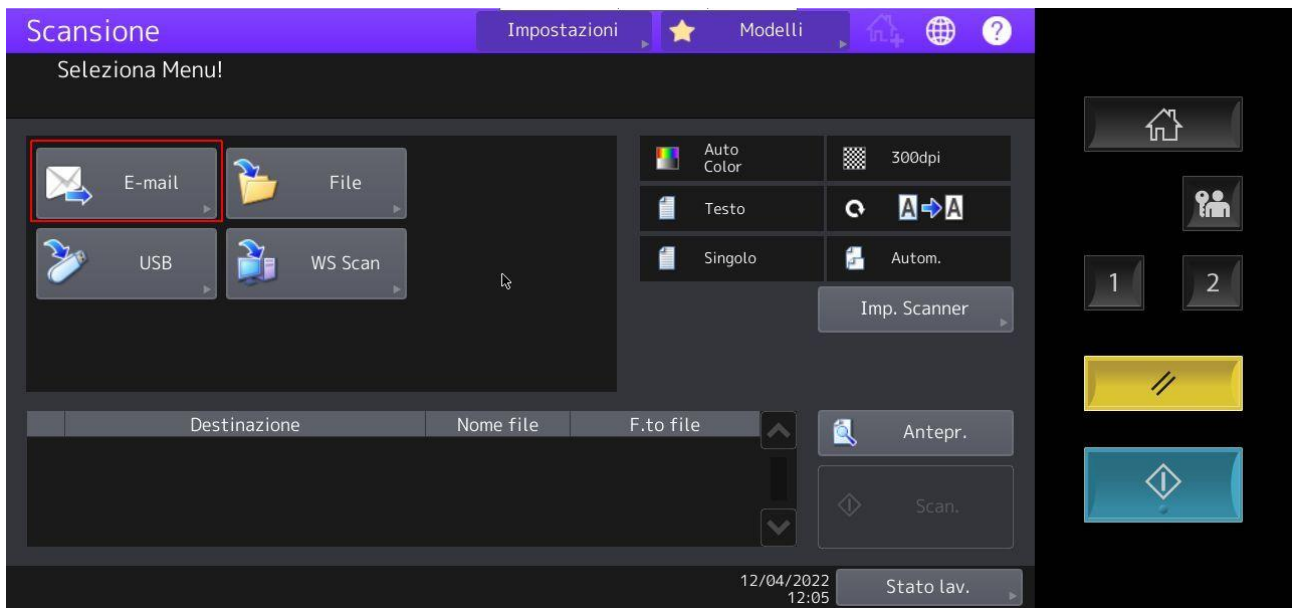 Scansione
Impostazioni
Modelli
?
Seleziona Menu!
E-mail
File
USB
WS Scan
Auto
Color
300dpi
Testo
A A
Singolo
Autom.
Imp. Scanner
1
2
Destinazione
Nome file
F.to file
Antepr.
Scan.
12/04/2022
12:05
Stato lav.